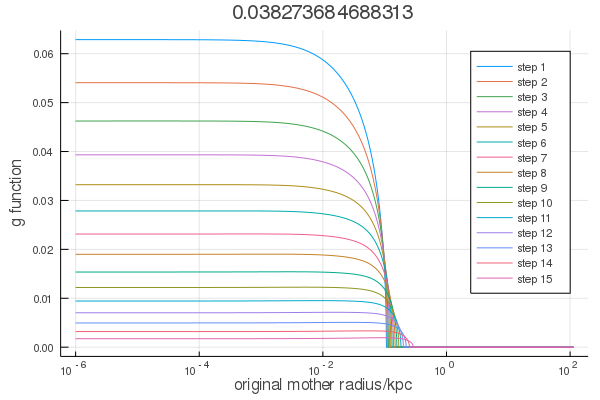 0.038273684688313
g function
0.06
0.05
0.04
0.03
0.02
0.01
0.00
step 1
step 2
step 3
step 4
step 5
step 6
step 7
step 8
step 9
step 10
step 11
step 12
step 13
step 14
step 15
10^-6 10^-4 10^-2 10^0 10^2
original mother radius/kpc